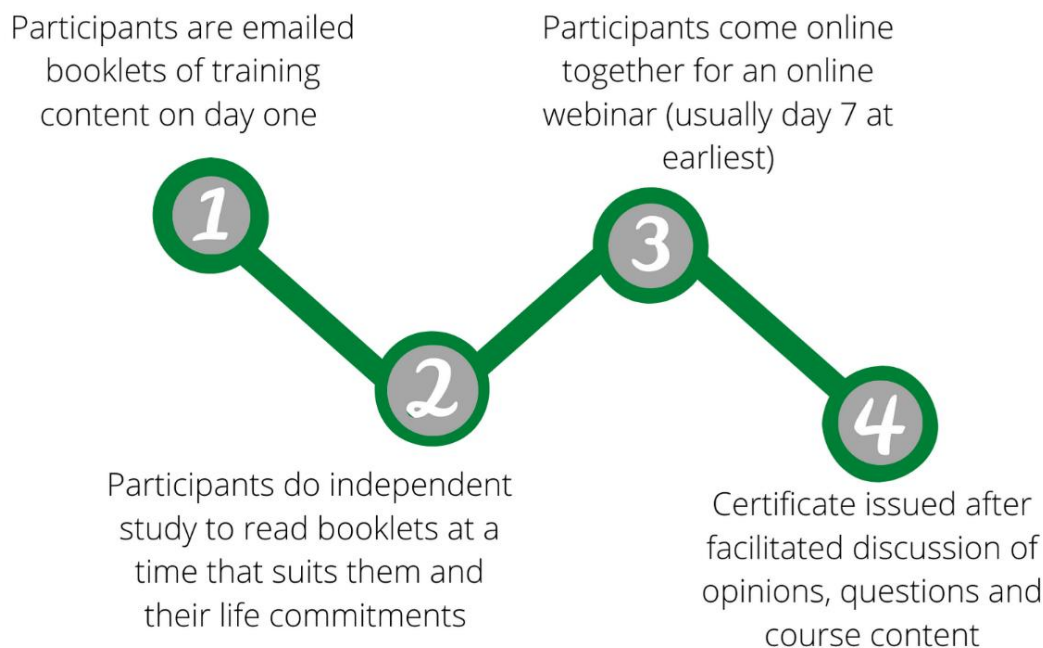 Participants are emailed
booklets of training
content on day one
1
2
Participants do independent
study to read booklets at a
time that suits them and
their life commitments
Participants come online
together for an online
webinar (usually day 7 at
earliest)
3
4
Certificate issued after
facilitated discussion of
opinions, questions and
course content